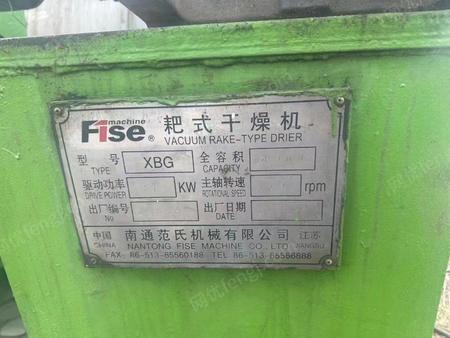 machine
Fise® 耙式干燥机
VACUUM RAKE-TYPE DRIER
型号 XBG 全容积
TYPE CAPACITY
驱动功率 KW 主轴转速 rpm
DRIVE POWER ROTATIONAL SPEED
出厂编号 出厂日期
No DATE
中国 南通范氏机械有限公司 江苏
CHINA NANTONG FISE MACHINE CO.,LTD JIANGSU
FAX 86-513-85560188 TEL 86-513-85556888